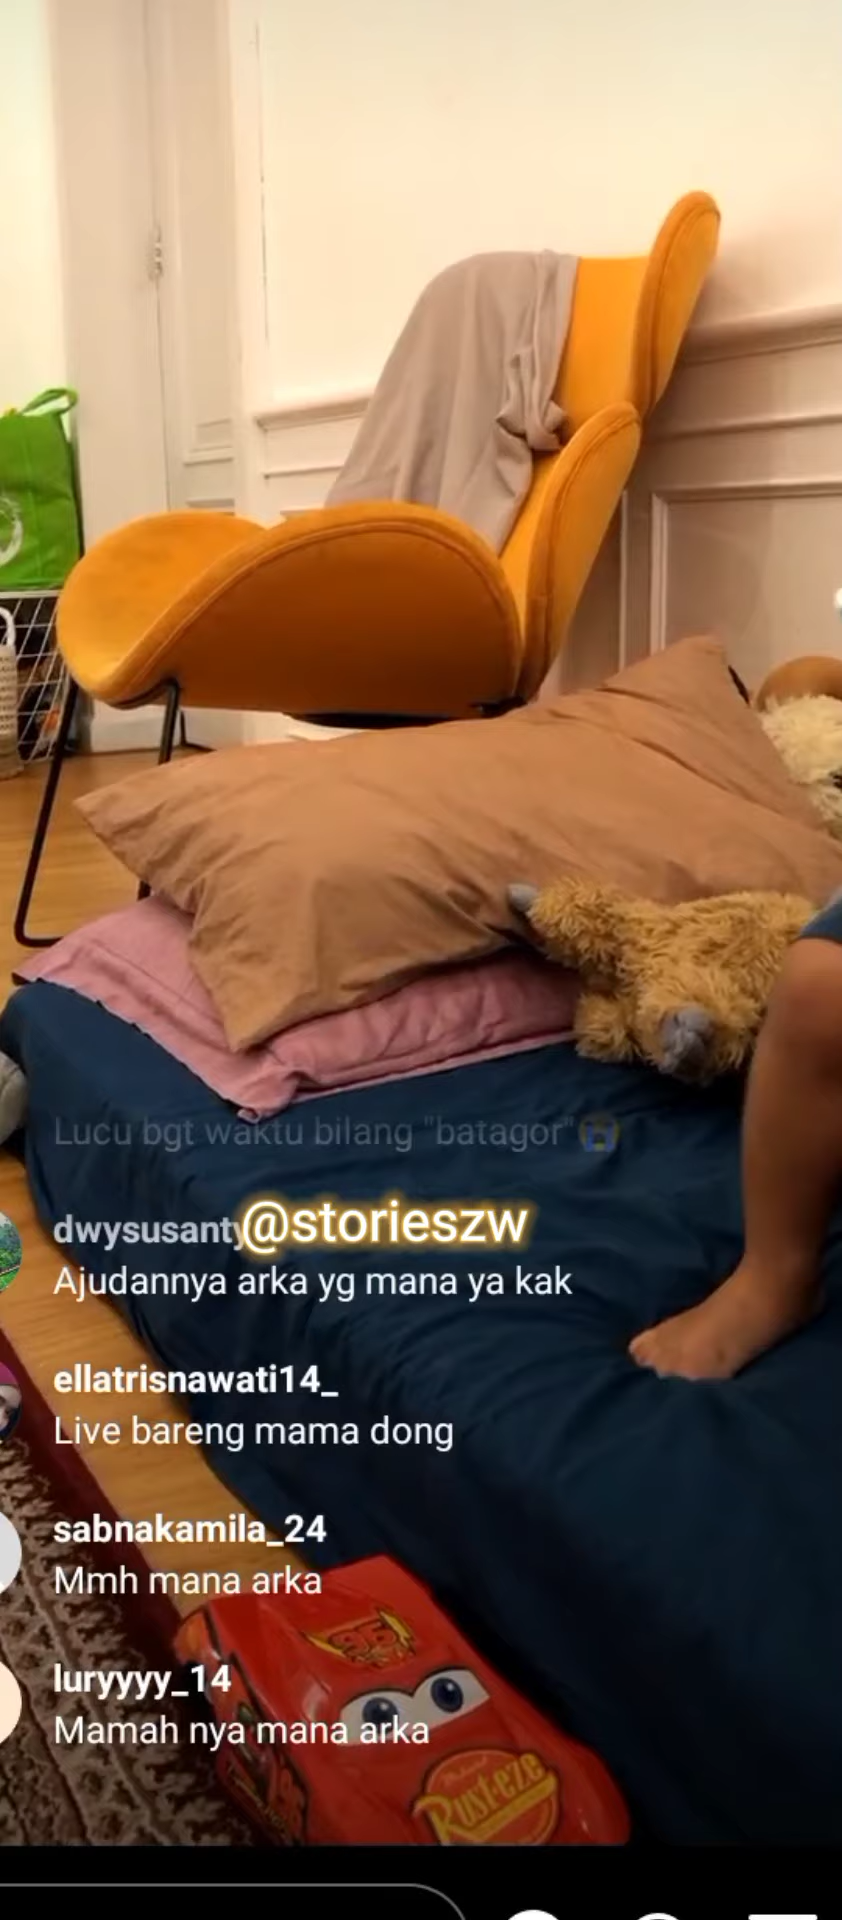 Lucu bgt waktu bilang "batagor"😭
dwysusanty
@storieszw
Ajudannya arka yg mana ya kak
ellatrisnawati14_
Live bareng mama dong
sabnakamila_24
Mmh mana arka
luryyyy_14
Mamah nya mana arka
95
Rust-eze